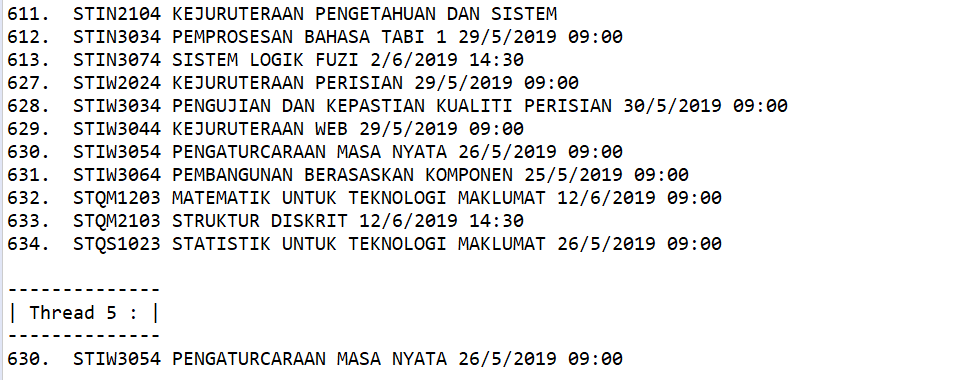 611.  STIN2104 KEJURUTERAAN PENGETAHUAN DAN SISTEM
612.  STIN3034 PEMPROSESAN BAHASA TABI 1 29/5/2019 09:00
613.  STIN3074 SISTEM LOGIK FUZI 2/6/2019 14:30
627.  STIW2024 KEJURUTERAAN PERISIAN 29/5/2019 09:00
628.  STIW3034 PENGUJIAN DAN KEPASTIAN KUALITI PERISIAN 30/5/2019 09:00
629.  STIW3044 KEJURUTERAAN WEB 29/5/2019 09:00
630.  STIW3054 PENGATURCARAAN MASA NYATA 26/5/2019 09:00
631.  STIW3064 PEMBANGUNAN BERASASKAN KOMPONEN 25/5/2019 09:00
632.  STQM1203 MATEMATIK UNTUK TEKNOLOGI MAKLUMAT 12/6/2019 09:00
633.  STQM2103 STRUKTUR DISKRIT 12/6/2019 14:30
634.  STQS1023 STATISTIK UNTUK TEKNOLOGI MAKLUMAT 26/5/2019 09:00
--------------
| Thread 5 : |
--------------
630.  STIW3054 PENGATURCARAAN MASA NYATA 26/5/2019 09:00